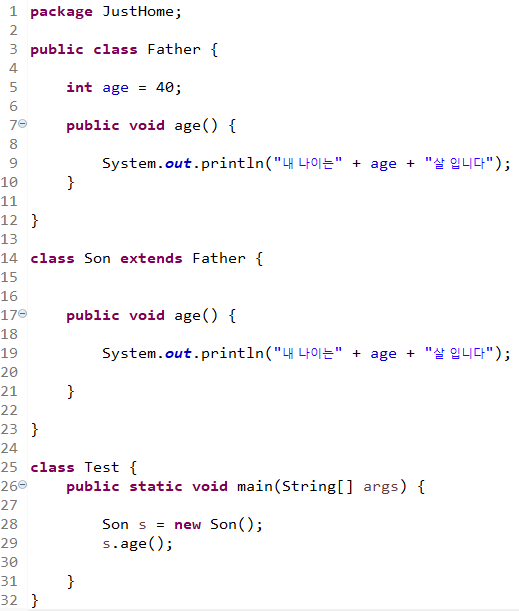 1 package JustHome;
2
3 public class Father {
4
5     int age = 40;
6
7     public void age() {
8
9         System.out.println("내 나이는" + age + "살 입니다");
10     }
11
12 }
13
14 class Son extends Father {
15
16
17     public void age() {
18
19         System.out.println("내 나이는" + age + "살 입니다");
20
21     }
22
23 }
24
25 class Test {
26     public static void main(String[] args) {
27
28         Son s = new Son();
29         s.age();
30
31     }
32 }